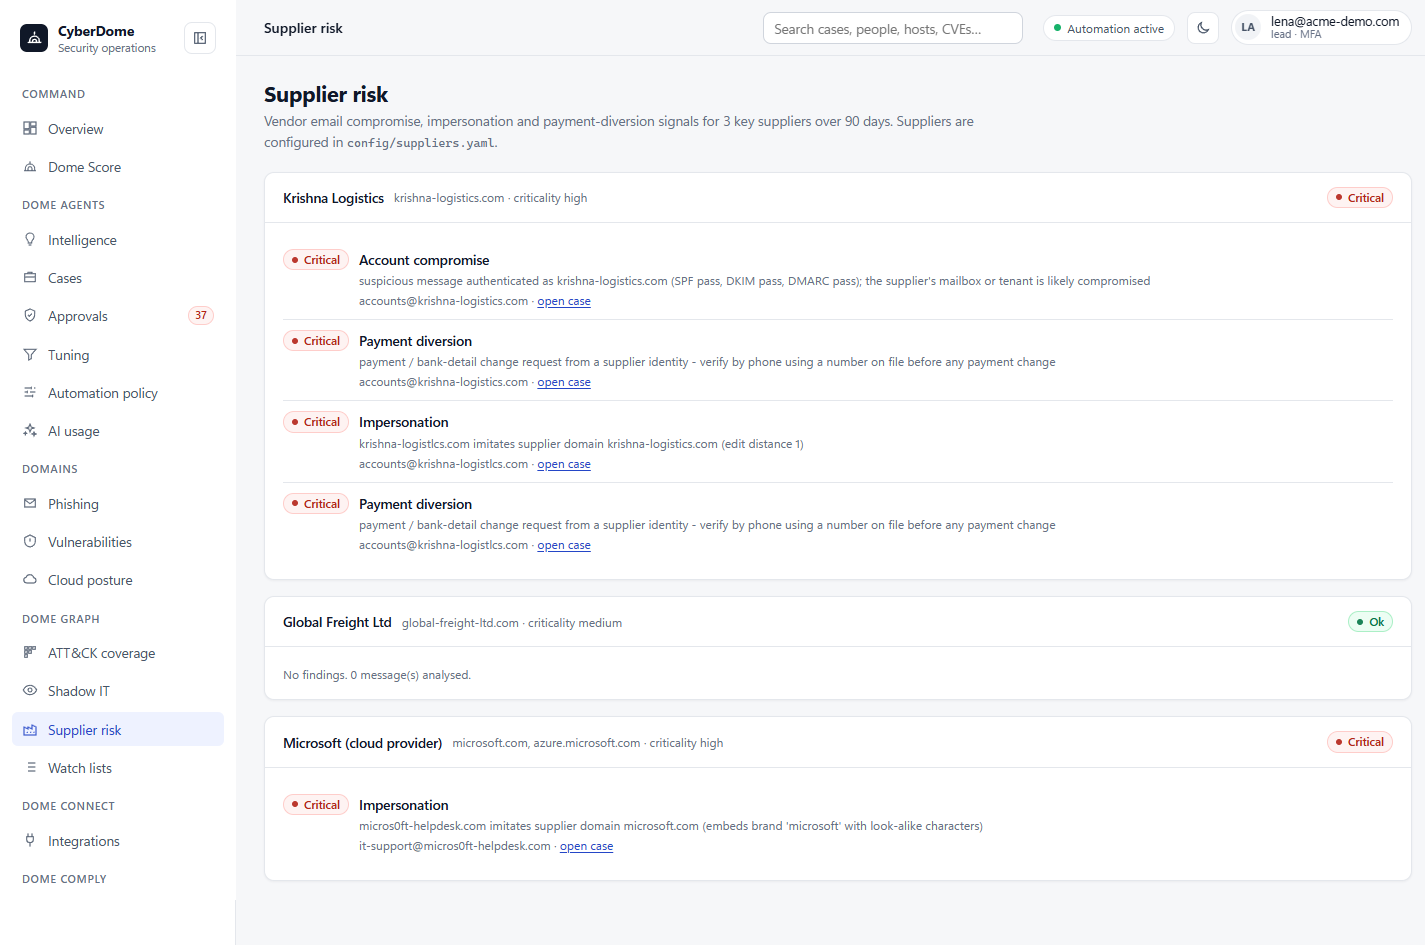 CyberDome
Security operations
COMMAND
Overview
Dome Score
DOME AGENTS
Intelligence
Cases
Approvals 37
Tuning
Automation policy
AI usage
DOMAINS
Phishing
Vulnerabilities
Cloud posture
DOME GRAPH
ATT&CK coverage
Shadow IT
Supplier risk
Watch lists
DOME CONNECT
Integrations
DOME COMPLY
Supplier risk
Search cases, people, hosts, CVEs...
Automation active
LA
lena@acme-demo.com
lead · MFA
Supplier risk
Vendor email compromise, impersonation and payment-diversion signals for 3 key suppliers over 90 days. Suppliers are
configured in config/suppliers.yaml.
Krishna Logistics krishna-logistics.com · criticality high Critical
Critical Account compromise
suspicious message authenticated as krishna-logistics.com (SPF pass, DKIM pass, DMARC pass); the supplier's mailbox or tenant is likely compromised
accounts@krishna-logistics.com · open case
Critical Payment diversion
payment / bank-detail change request from a supplier identity - verify by phone using a number on file before any payment change
accounts@krishna-logistics.com · open case
Critical Impersonation
krishna-logistlcs.com imitates supplier domain krishna-logistics.com (edit distance 1)
accounts@krishna-logistlcs.com · open case
Critical Payment diversion
payment / bank-detail change request from a supplier identity - verify by phone using a number on file before any payment change
accounts@krishna-logistlcs.com · open case
Global Freight Ltd global-freight-ltd.com · criticality medium Ok
No findings. 0 message(s) analysed.
Microsoft (cloud provider) microsoft.com, azure.microsoft.com · criticality high Critical
Critical Impersonation
micros0ft-helpdesk.com imitates supplier domain microsoft.com (embeds brand 'microsoft' with look-alike characters)
it-support@micros0ft-helpdesk.com · open case